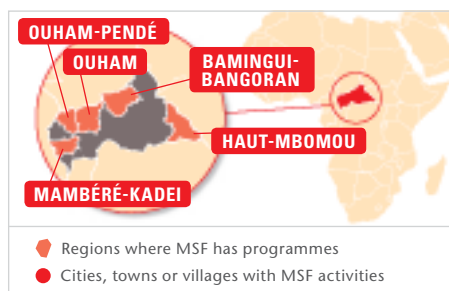 OUHAM-PENDÉ
OUHAM
BAMINGUI-
BANGORAN
HAUT-MBOMOU
MAMBÉRÉ-KADEI
Regions where MSF has programmes
Cities, towns or villages with MSF activities